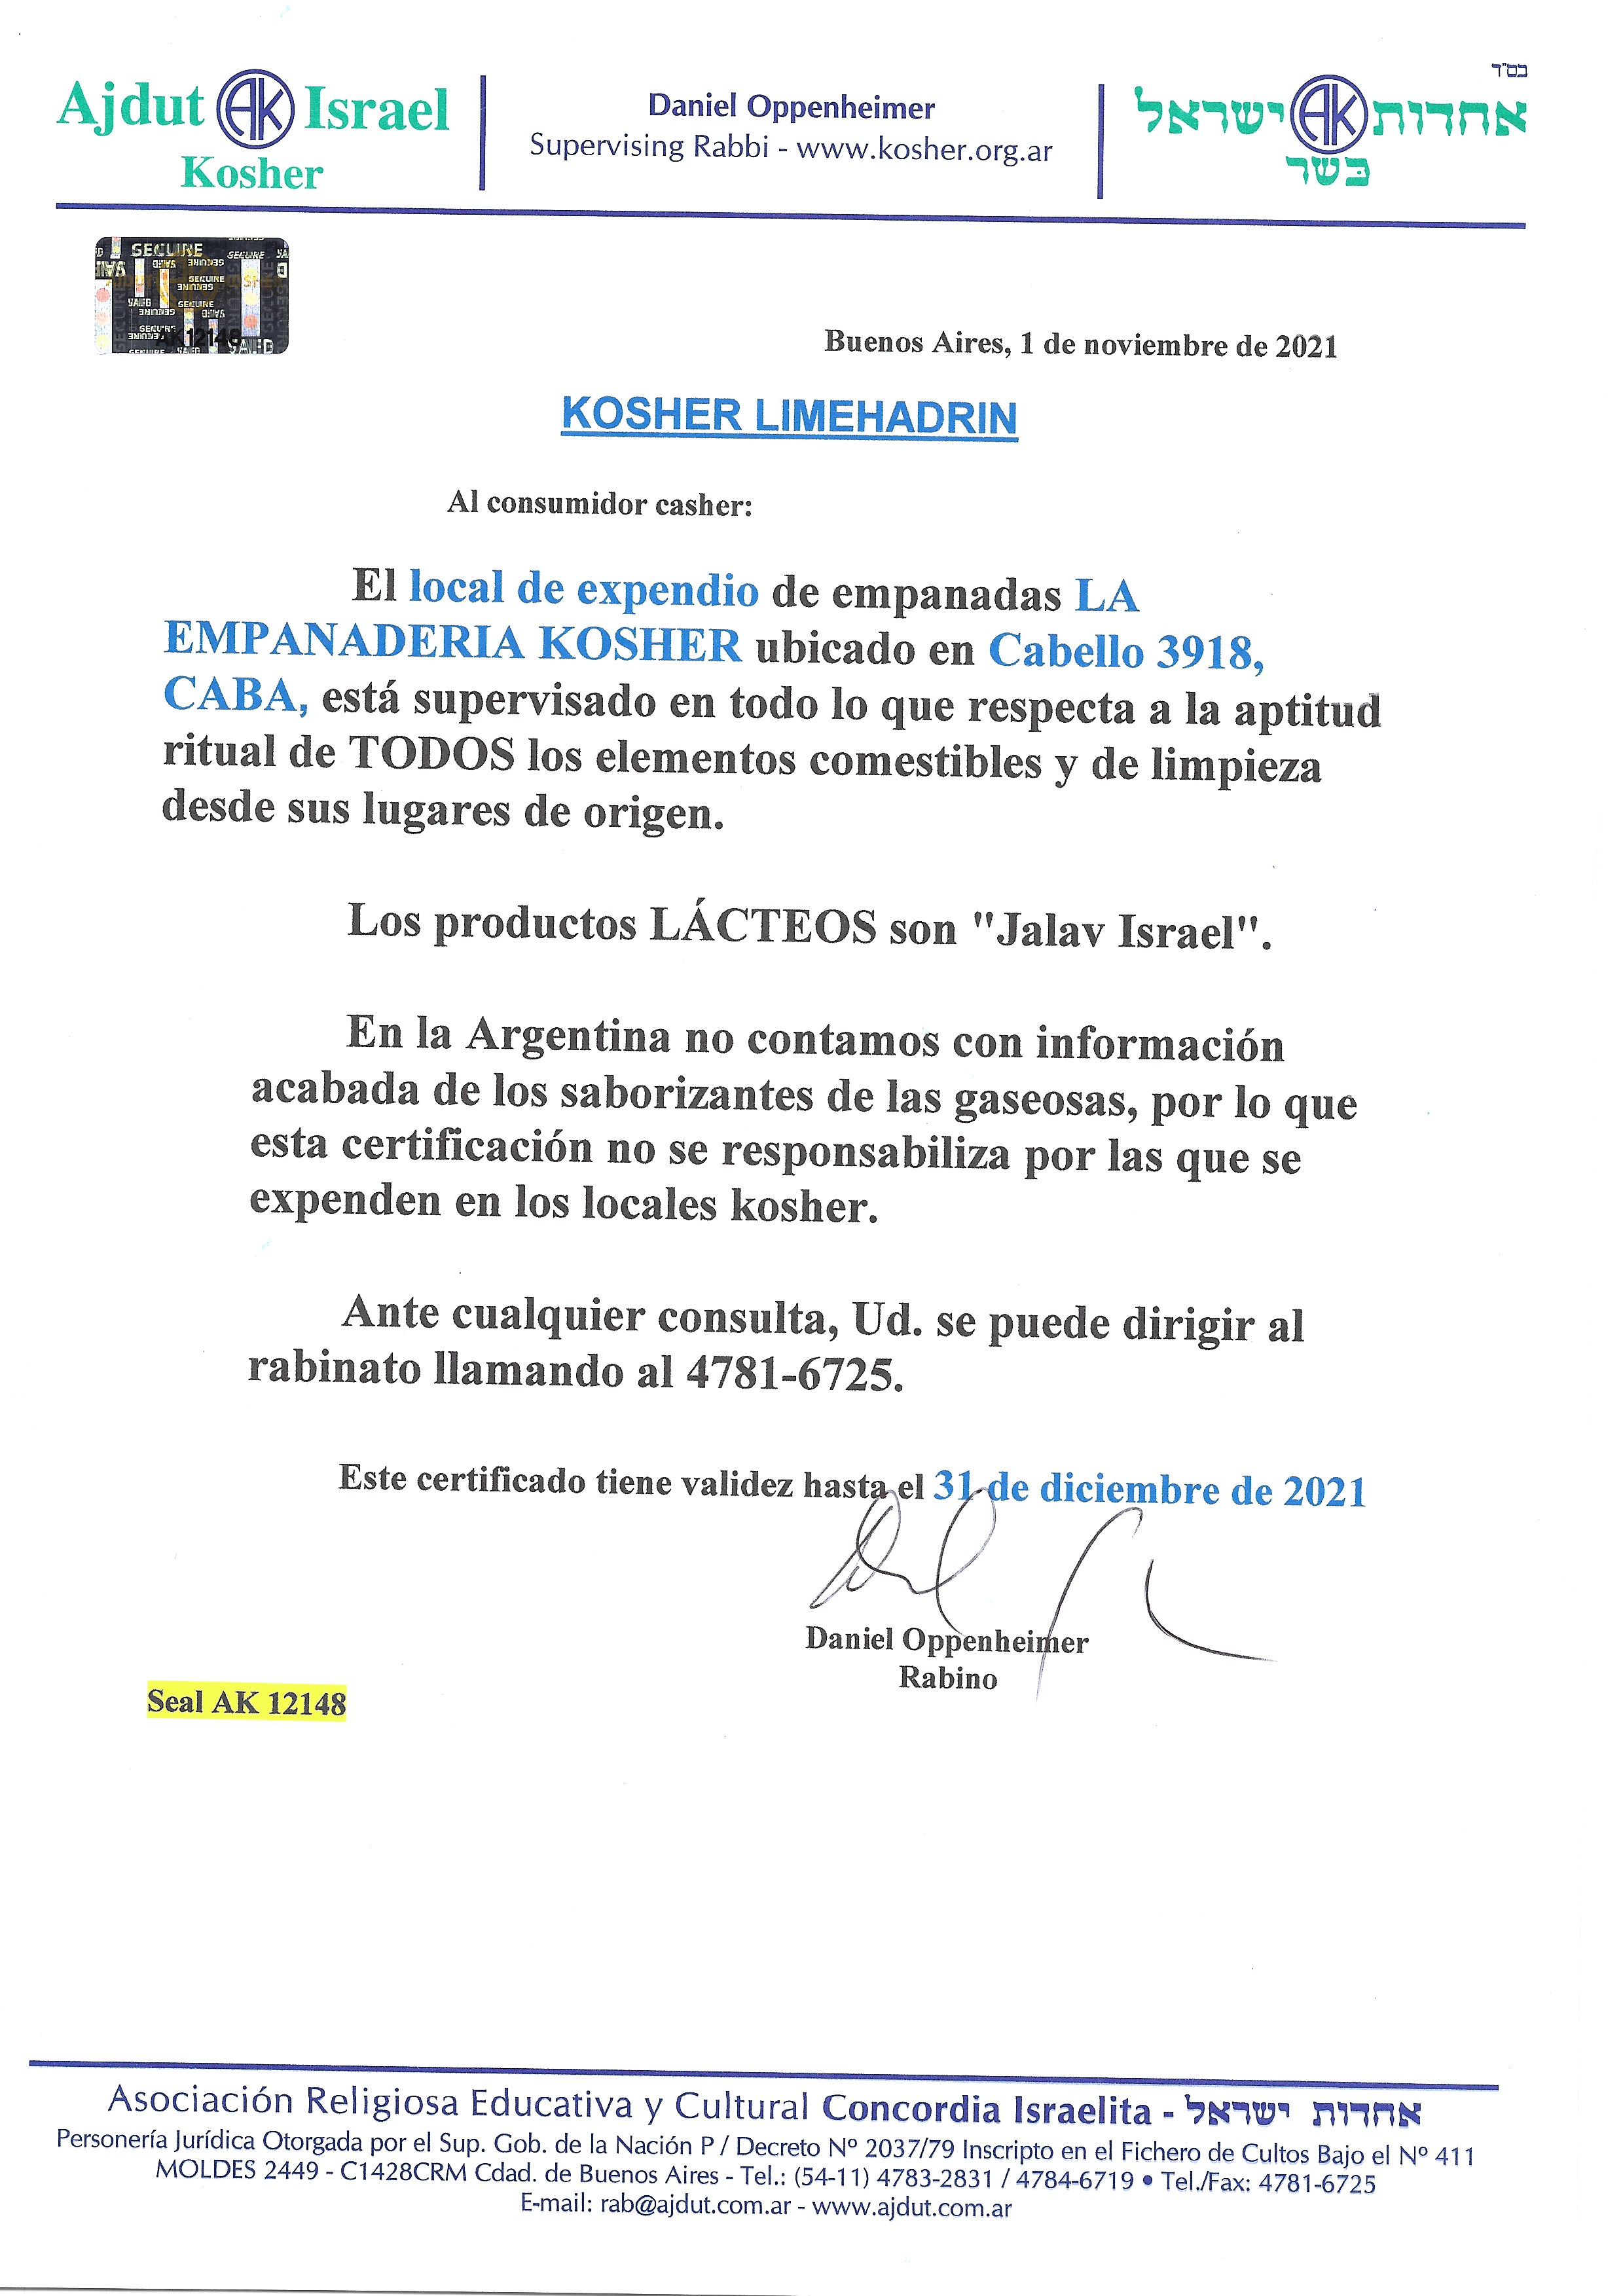 בס"ד
Ajdut AK Israel
Kosher
Daniel Oppenheimer
Supervising Rabbi - www.kosher.org.ar
אחדות AK ישראל
כשר
SECURE
AK12148
Buenos Aires, 1 de noviembre de 2021
KOSHER LIMEHADRIN
Al consumidor casher:
El local de expendio de empanadas LA
EMPANADERIA KOSHER ubicado en Cabello 3918,
CABA, está supervisado en todo lo que respecta a la aptitud
ritual de TODOS los elementos comestibles y de limpieza
desde sus lugares de origen.
Los productos LÁCTEOS son "Jalav Israel".
En la Argentina no contamos con información
acabada de los saborizantes de las gaseosas, por lo que
esta certificación no se responsabiliza por las que se
expenden en los locales kosher.
Ante cualquier consulta, Ud. se puede dirigir al
rabinato llamando al 4781-6725.
Este certificado tiene validez hasta el 31 de diciembre de 2021
Daniel Oppenheimer
Rabino
Seal AK 12148
Asociación Religiosa Educativa y Cultural Concordia Israelita - אחדות ישראל
Personería Jurídica Otorgada por el Sup. Gob. de la Nación P / Decreto Nº 2037/79 Inscripto en el Fichero de Cultos Bajo el Nº 411
MOLDES 2449 - C1428CRM Cdad. de Buenos Aires - Tel.: (54-11) 4783-2831 / 4784-6719 • Tel./Fax: 4781-6725
E-mail: rab@ajdut.com.ar - www.ajdut.com.ar